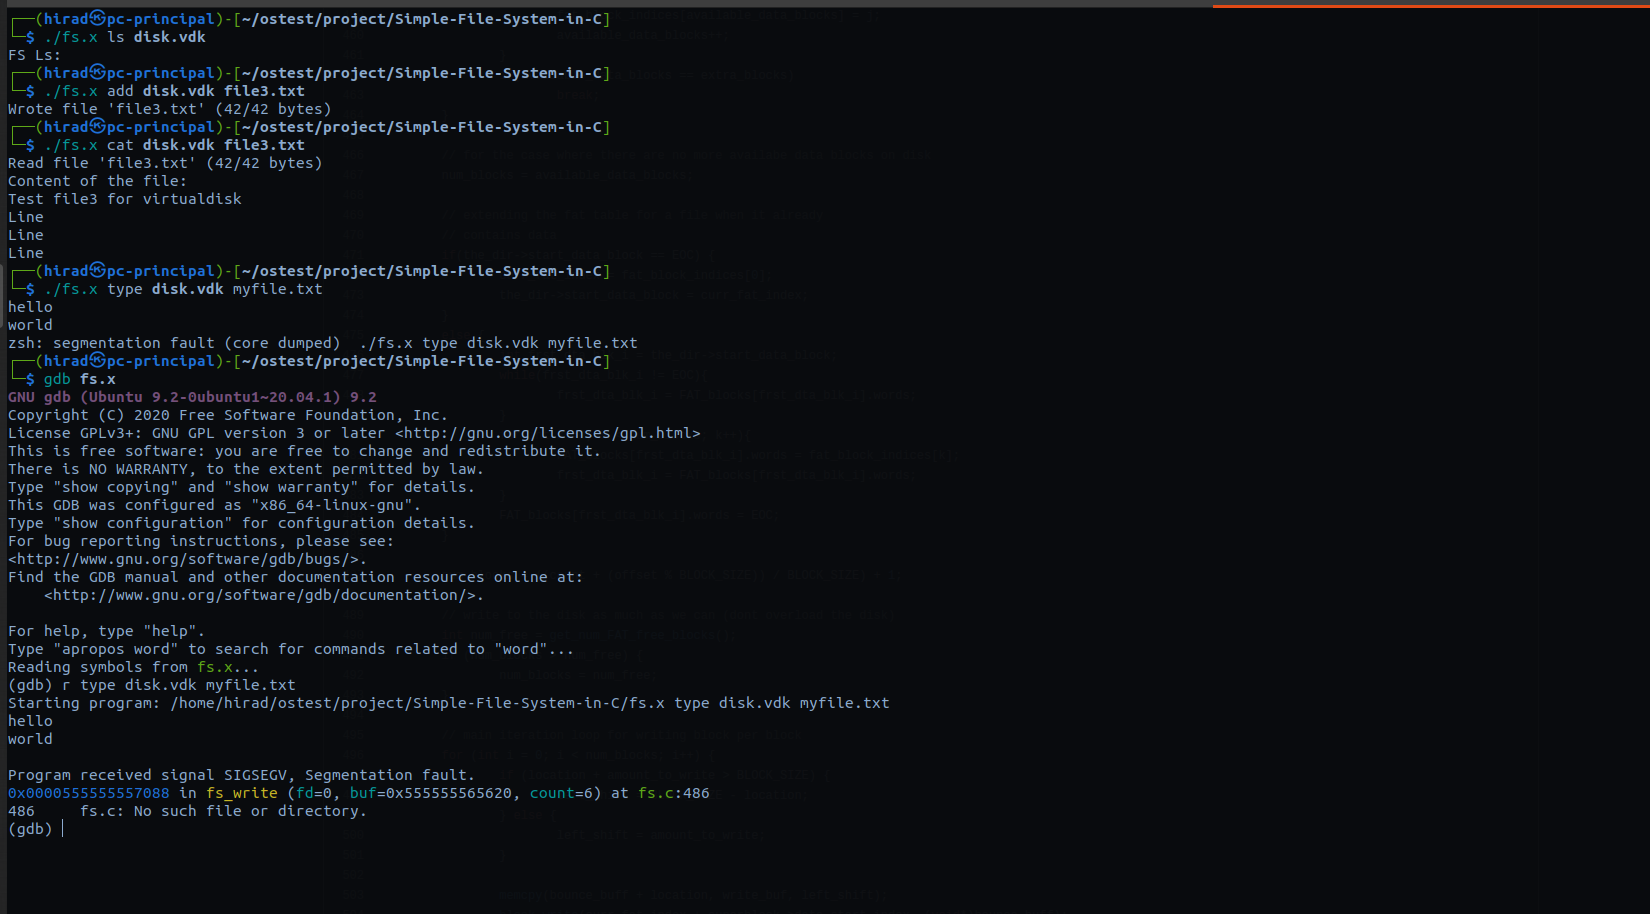 ┌──(hirad㉿pc-principal)-[~/ostest/project/Simple-File-System-in-C]
└─$ ./fs.x ls disk.vdk
FS Ls:
┌──(hirad㉿pc-principal)-[~/ostest/project/Simple-File-System-in-C]
└─$ ./fs.x add disk.vdk file3.txt
Wrote file 'file3.txt' (42/42 bytes)
┌──(hirad㉿pc-principal)-[~/ostest/project/Simple-File-System-in-C]
└─$ ./fs.x cat disk.vdk file3.txt
Read file 'file3.txt' (42/42 bytes)
Content of the file:
Test file3 for virtualdisk
Line
Line
Line
┌──(hirad㉿pc-principal)-[~/ostest/project/Simple-File-System-in-C]
└─$ ./fs.x type disk.vdk myfile.txt
hello
world
zsh: segmentation fault (core dumped)  ./fs.x type disk.vdk myfile.txt
┌──(hirad㉿pc-principal)-[~/ostest/project/Simple-File-System-in-C]
└─$ gdb fs.x
GNU gdb (Ubuntu 9.2-0ubuntu1~20.04.1) 9.2
Copyright (C) 2020 Free Software Foundation, Inc.
License GPLv3+: GNU GPL version 3 or later <http://gnu.org/licenses/gpl.html>
This is free software: you are free to change and redistribute it.
There is NO WARRANTY, to the extent permitted by law.
Type "show copying" and "show warranty" for details.
This GDB was configured as "x86_64-linux-gnu".
Type "show configuration" for configuration details.
For bug reporting instructions, please see:
<http://www.gnu.org/software/gdb/bugs/>.
Find the GDB manual and other documentation resources online at:
    <http://www.gnu.org/software/gdb/documentation/>.

For help, type "help".
Type "apropos word" to search for commands related to "word"...
Reading symbols from fs.x...
(gdb) r type disk.vdk myfile.txt
Starting program: /home/hirad/ostest/project/Simple-File-System-in-C/fs.x type disk.vdk myfile.txt
hello
world

Program received signal SIGSEGV, Segmentation fault.
0x0000555555557088 in fs_write (fd=0, buf=0x555555565620, count=6) at fs.c:486
486     fs.c: No such file or directory.
(gdb)